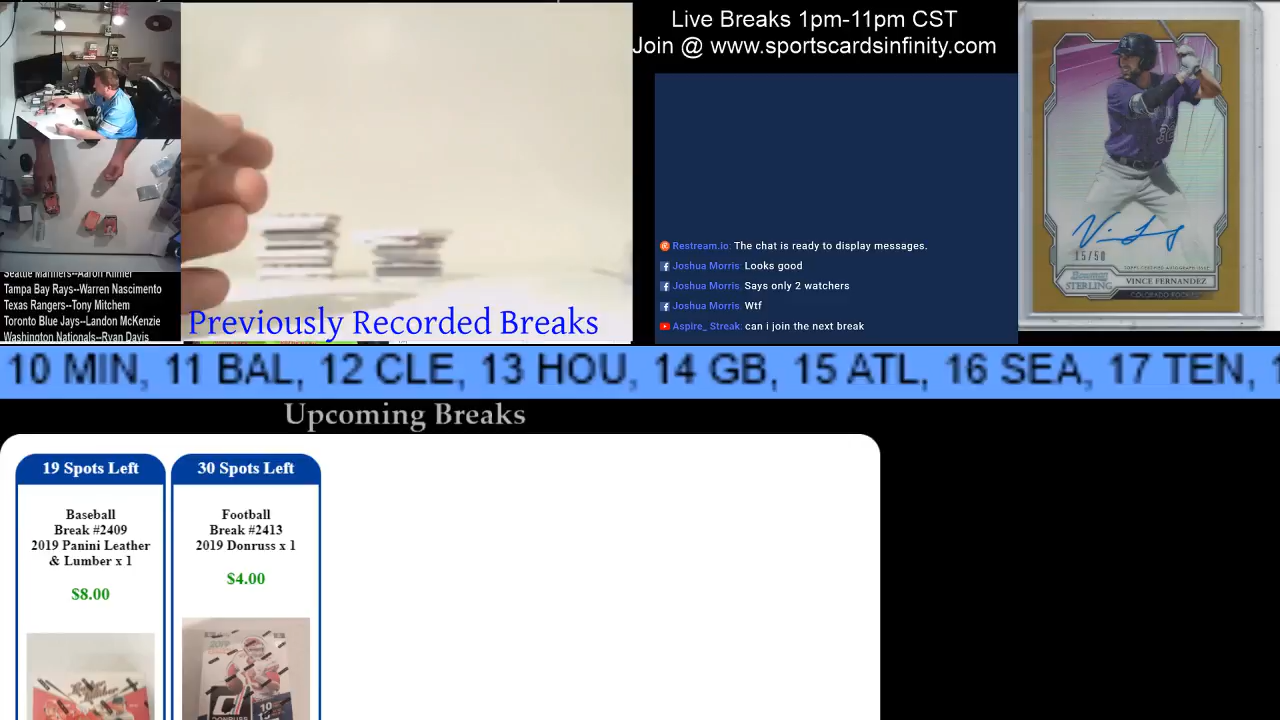 Live Breaks 1pm-11pm CST
Join @ www.sportscardsinfinity.com
Seattle Mariners--Aaron Kilmer
Tampa Bay Rays--Warren Nascimento
Texas Rangers--Tony Mitchem
Toronto Blue Jays--Landon McKenzie
Washington Nationals--Ryan Davis
Previously Recorded Breaks
Restream.io: The chat is ready to display messages.
Joshua Morris: Looks good
Joshua Morris: Says only 2 watchers
Joshua Morris: Wtf
Aspire_ Streak: can i join the next break
15/50
TOPPS CERTIFIED AUTOGRAPH ISSUE
STERLING
VINCE FERNANDEZ
COLORADO ROCKIES
10 MIN, 11 BAL, 12 CLE, 13 HOU, 14 GB, 15 ATL, 16 SEA, 17 TEN,
Upcoming Breaks
19 Spots Left
Baseball
Break #2409
2019 Panini Leather
& Lumber x 1
$8.00
30 Spots Left
Football
Break #2413
2019 Donruss x 1
$4.00
DONRUSS